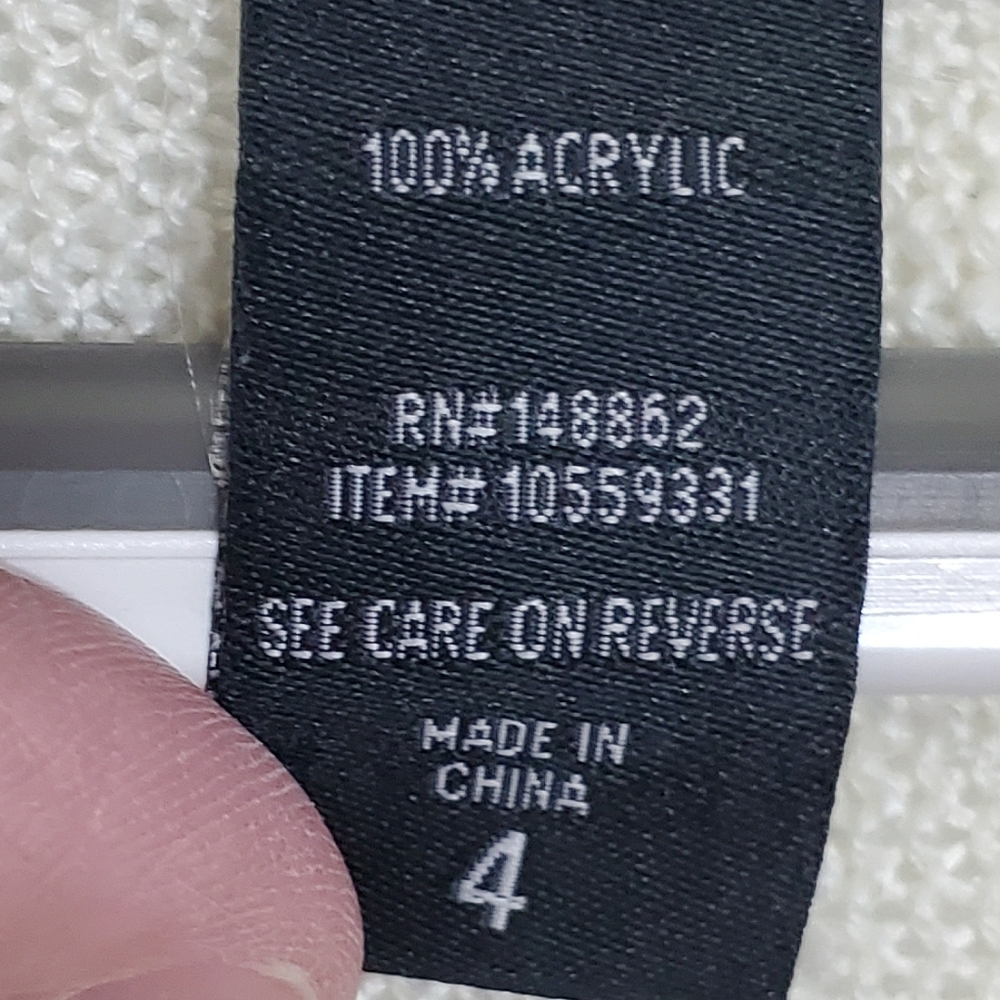 100% ACRYLIC
RN#148862
ITEM#10559331
SEE CARE ON REVERSE
MADE IN
CHINA
4